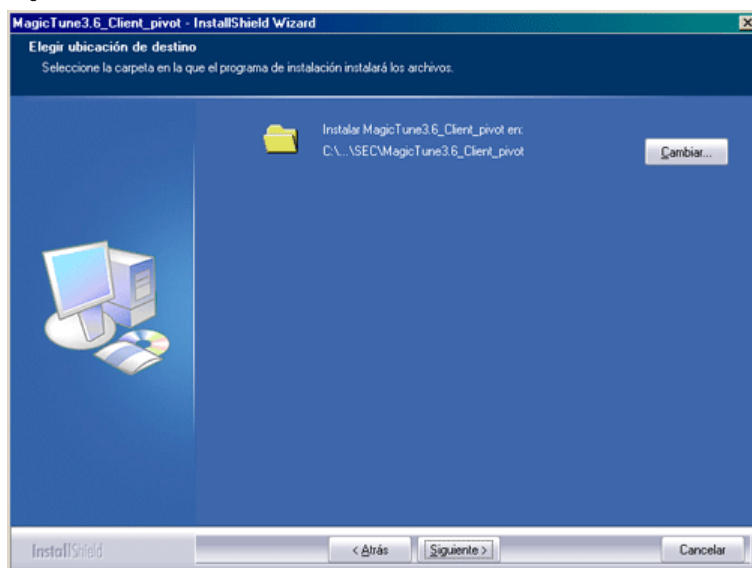 MagicTune3.6_Client_pivot - InstallShield Wizard
Elegir ubicación de destino
Seleccione la carpeta en la que el programa de instalación instalará los archivos.
Instalar MagicTune3.6_Client_pivot en:
C:\...\SEC\MagicTune3.6_Client_pivot
Cambiar...
InstallShield
< Atrás
Siguiente >
Cancelar